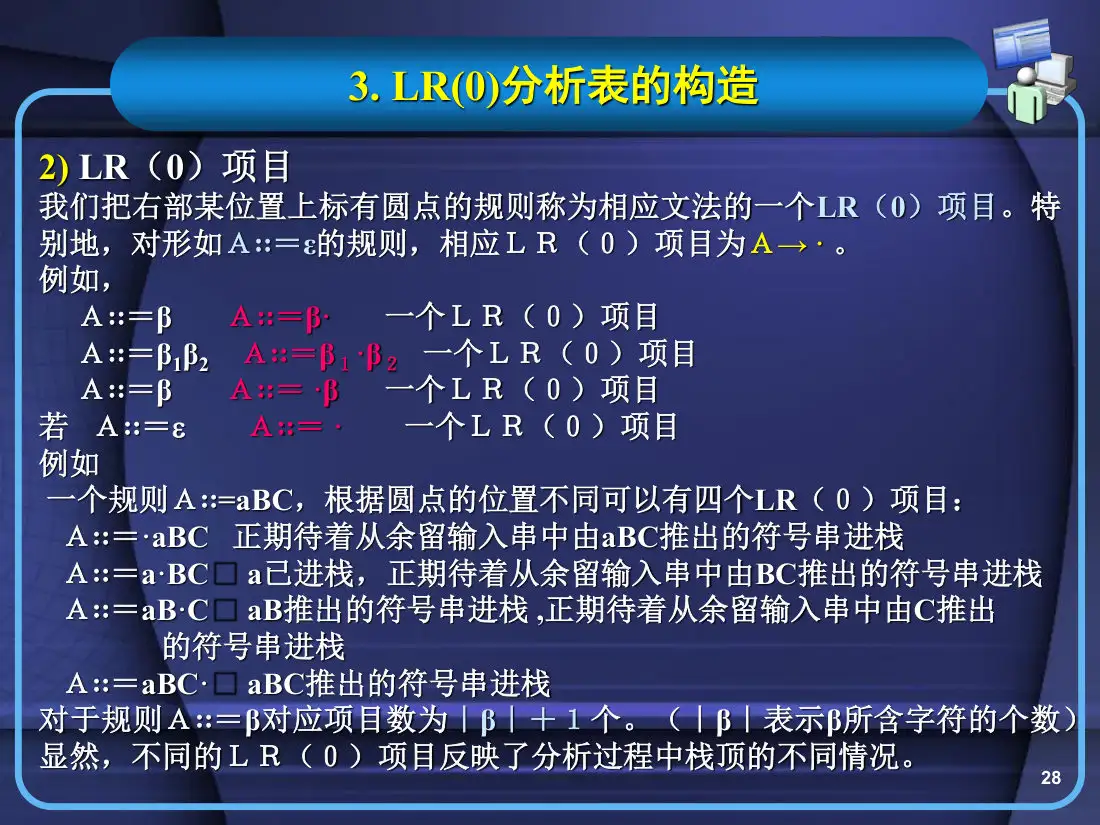 3. LR(0)分析表的构造
2) LR（0）项目
我们把右部某位置上标有圆点的规则称为相应文法的一个LR（0）项目。特
别地，对形如Ａ∷＝ε的规则，相应ＬＲ（０）项目为Ａ→·。
例如，
Ａ∷＝β Ａ∷＝β· 一个ＬＲ（０）项目
Ａ∷＝β₁β₂ Ａ∷＝β１·β２ 一个ＬＲ（０）项目
Ａ∷＝β Ａ∷＝ ·β 一个ＬＲ（０）项目
若 Ａ∷＝ε Ａ∷＝ · 一个ＬＲ（０）项目
例如
一个规则Ａ∷=aBC，根据圆点的位置不同可以有四个LR（０）项目：
Ａ∷＝·aBC 正期待着从余留输入串中由aBC推出的符号串进栈
Ａ∷＝a·BC□ a已进栈，正期待着从余留输入串中由BC推出的符号串进栈
Ａ∷＝aB·C□ aB推出的符号串进栈 ,正期待着从余留输入串中由C推出
的符号串进栈
Ａ∷＝aBC·□ aBC推出的符号串进栈
对于规则Ａ∷＝β对应项目数为｜β｜＋１个。（｜β｜表示β所含字符的个数）
显然，不同的ＬＲ（０）项目反映了分析过程中栈顶的不同情况。
28